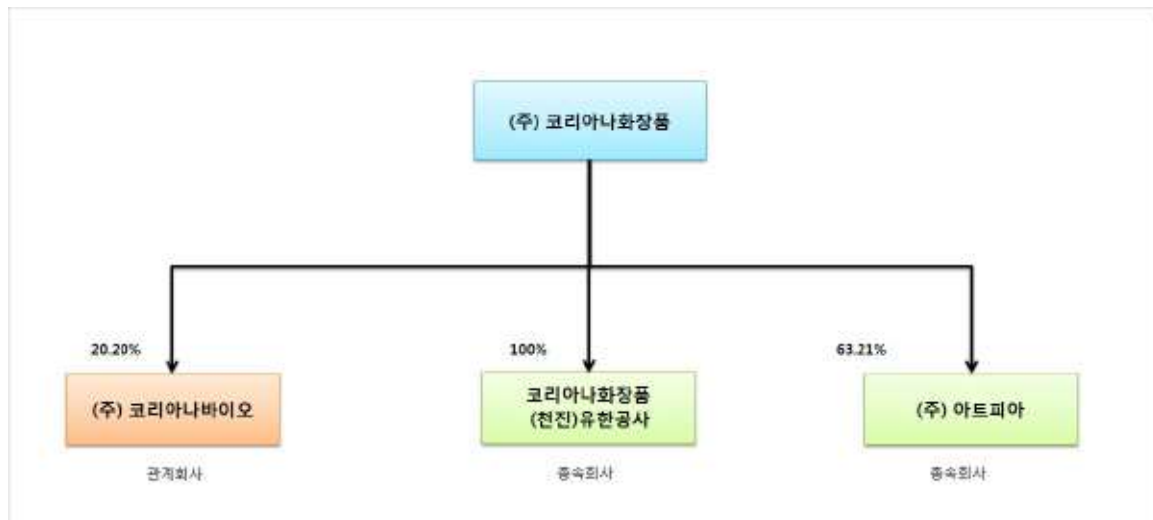 (주) 코리아나화장품
20.20%
100%
63.21%
(주) 코리아나바이오
코리아나화장품
(천진)유한공사
(주) 아트피아
관계회사
종속회사
종속회사